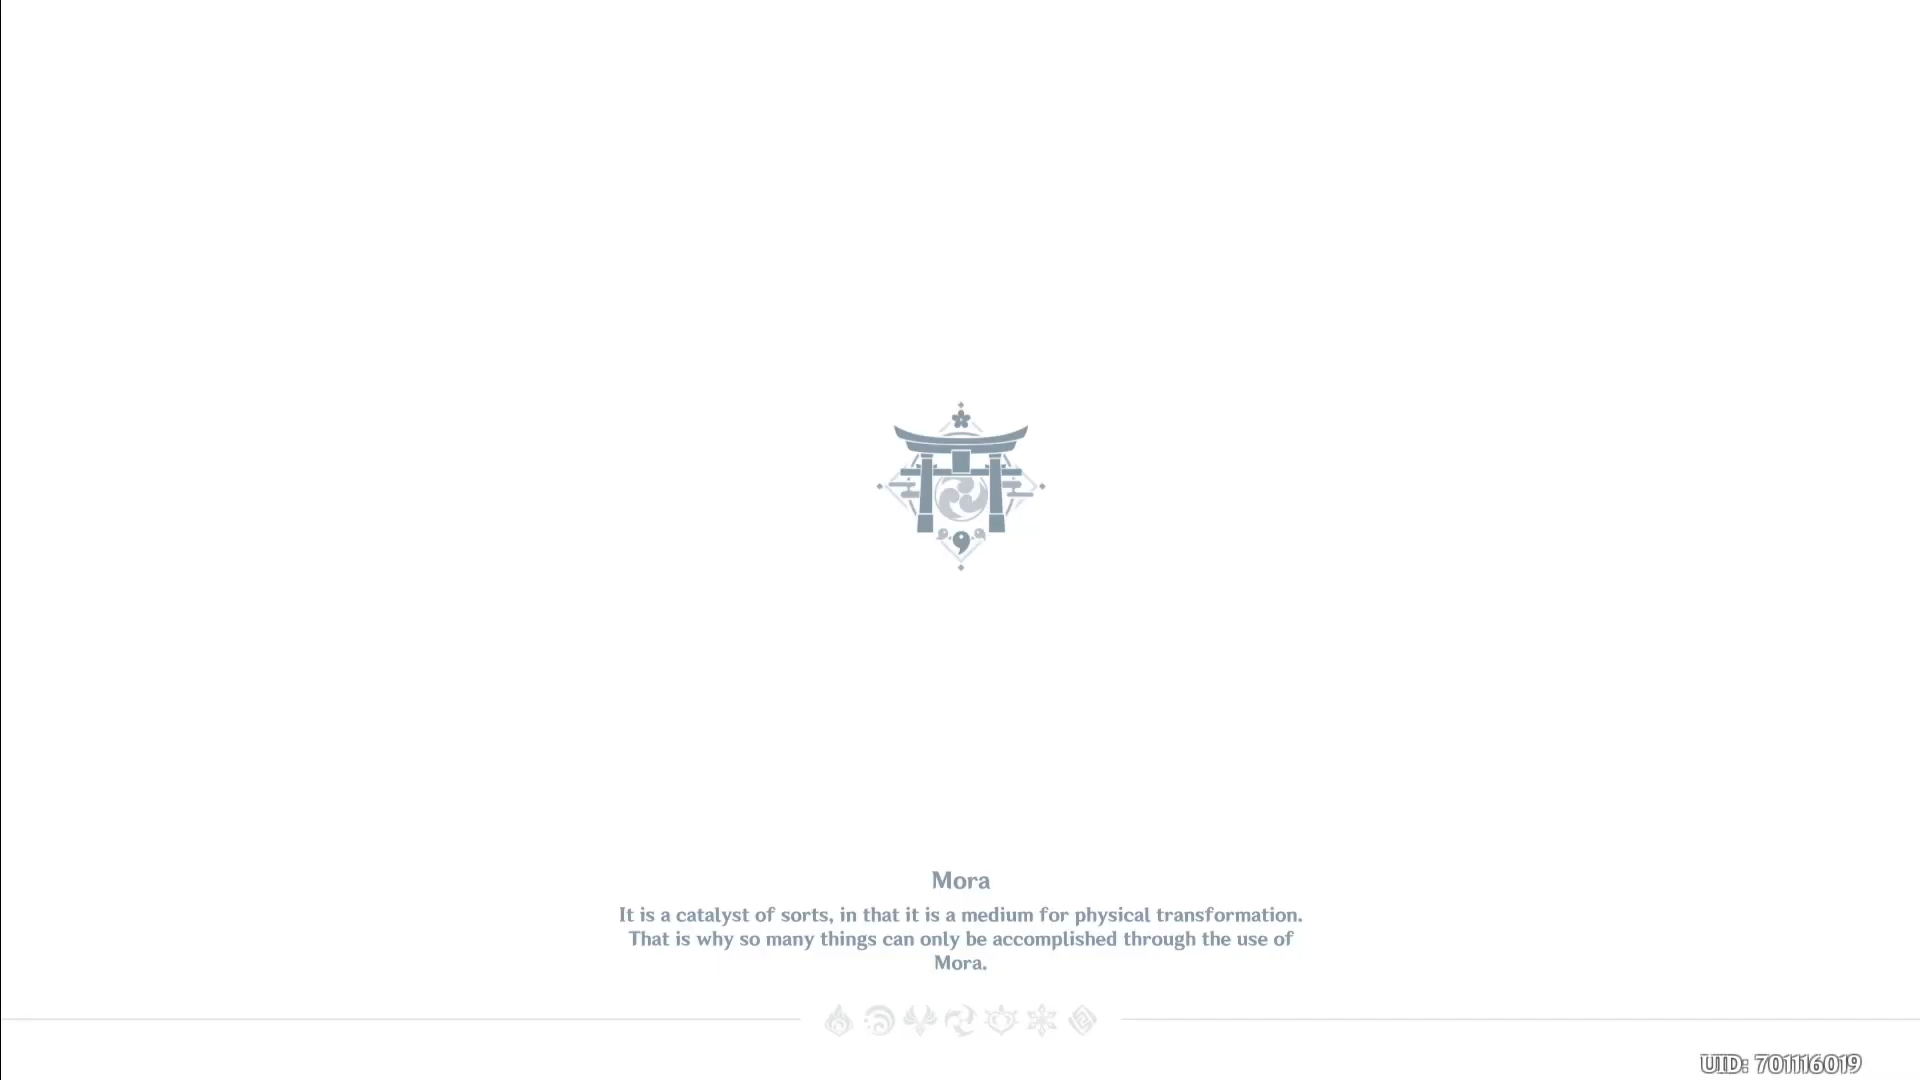 Mora
It is a catalyst of sorts, in that it is a medium for physical transformation.
That is why so many things can only be accomplished through the use of
Mora.
UID: 701116019